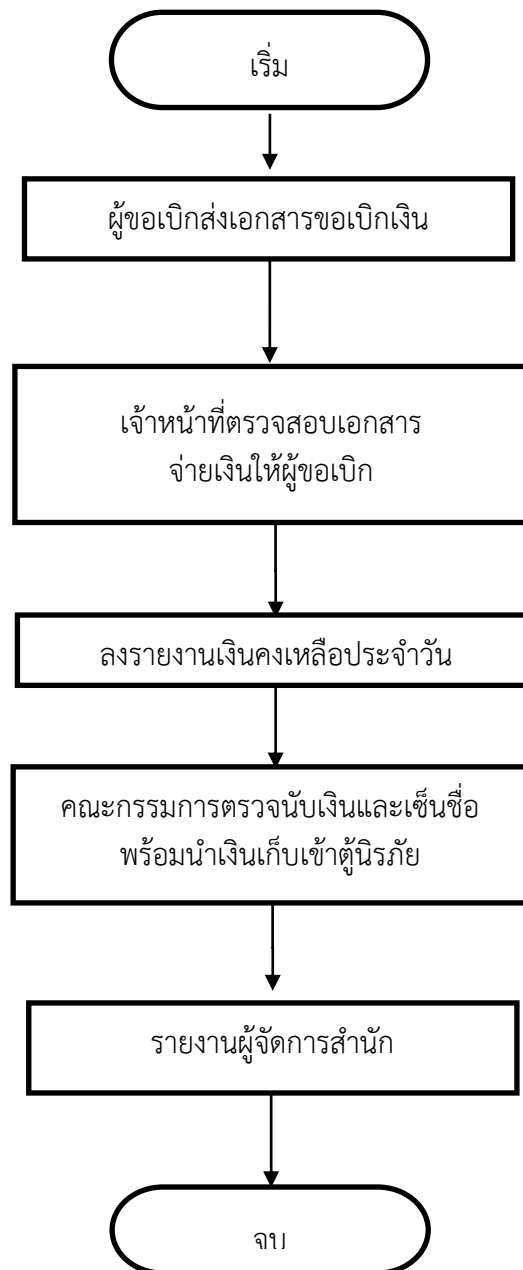 เริ่ม
ผู้ขอเบิกส่งเอกสารขอเบิกเงิน
เจ้าหน้าที่ตรวจสอบเอกสาร
จ่ายเงินให้ผู้ขอเบิก
ลงรายงานเงินคงเหลือประจำวัน
คณะกรรมการตรวจนับเงินและเซ็นชื่อ
พร้อมนำเงินเก็บเข้าตู้นิรภัย
รายงานผู้จัดการสำนัก
จบ